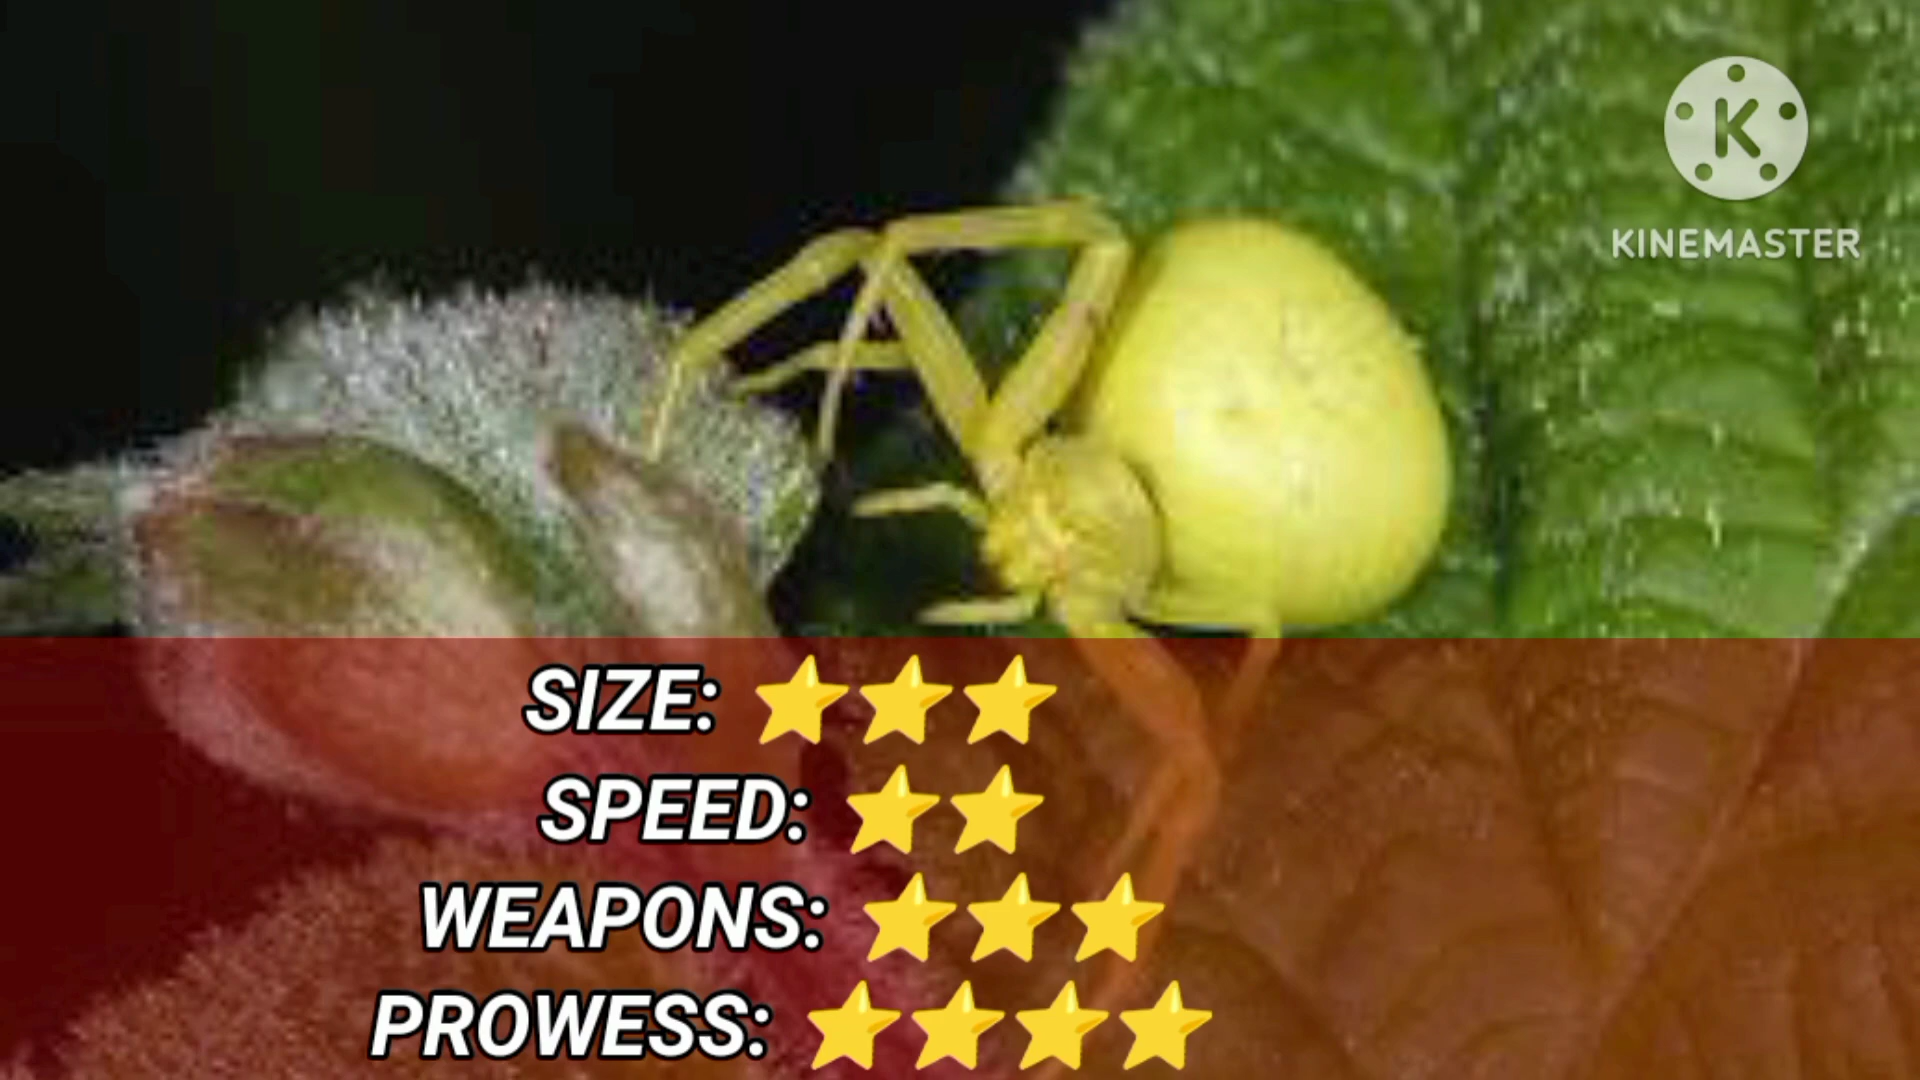 K
KINEMASTER
SIZE: ⭐⭐⭐
SPEED: ⭐⭐
WEAPONS: ⭐⭐⭐
PROWESS: ⭐⭐⭐⭐